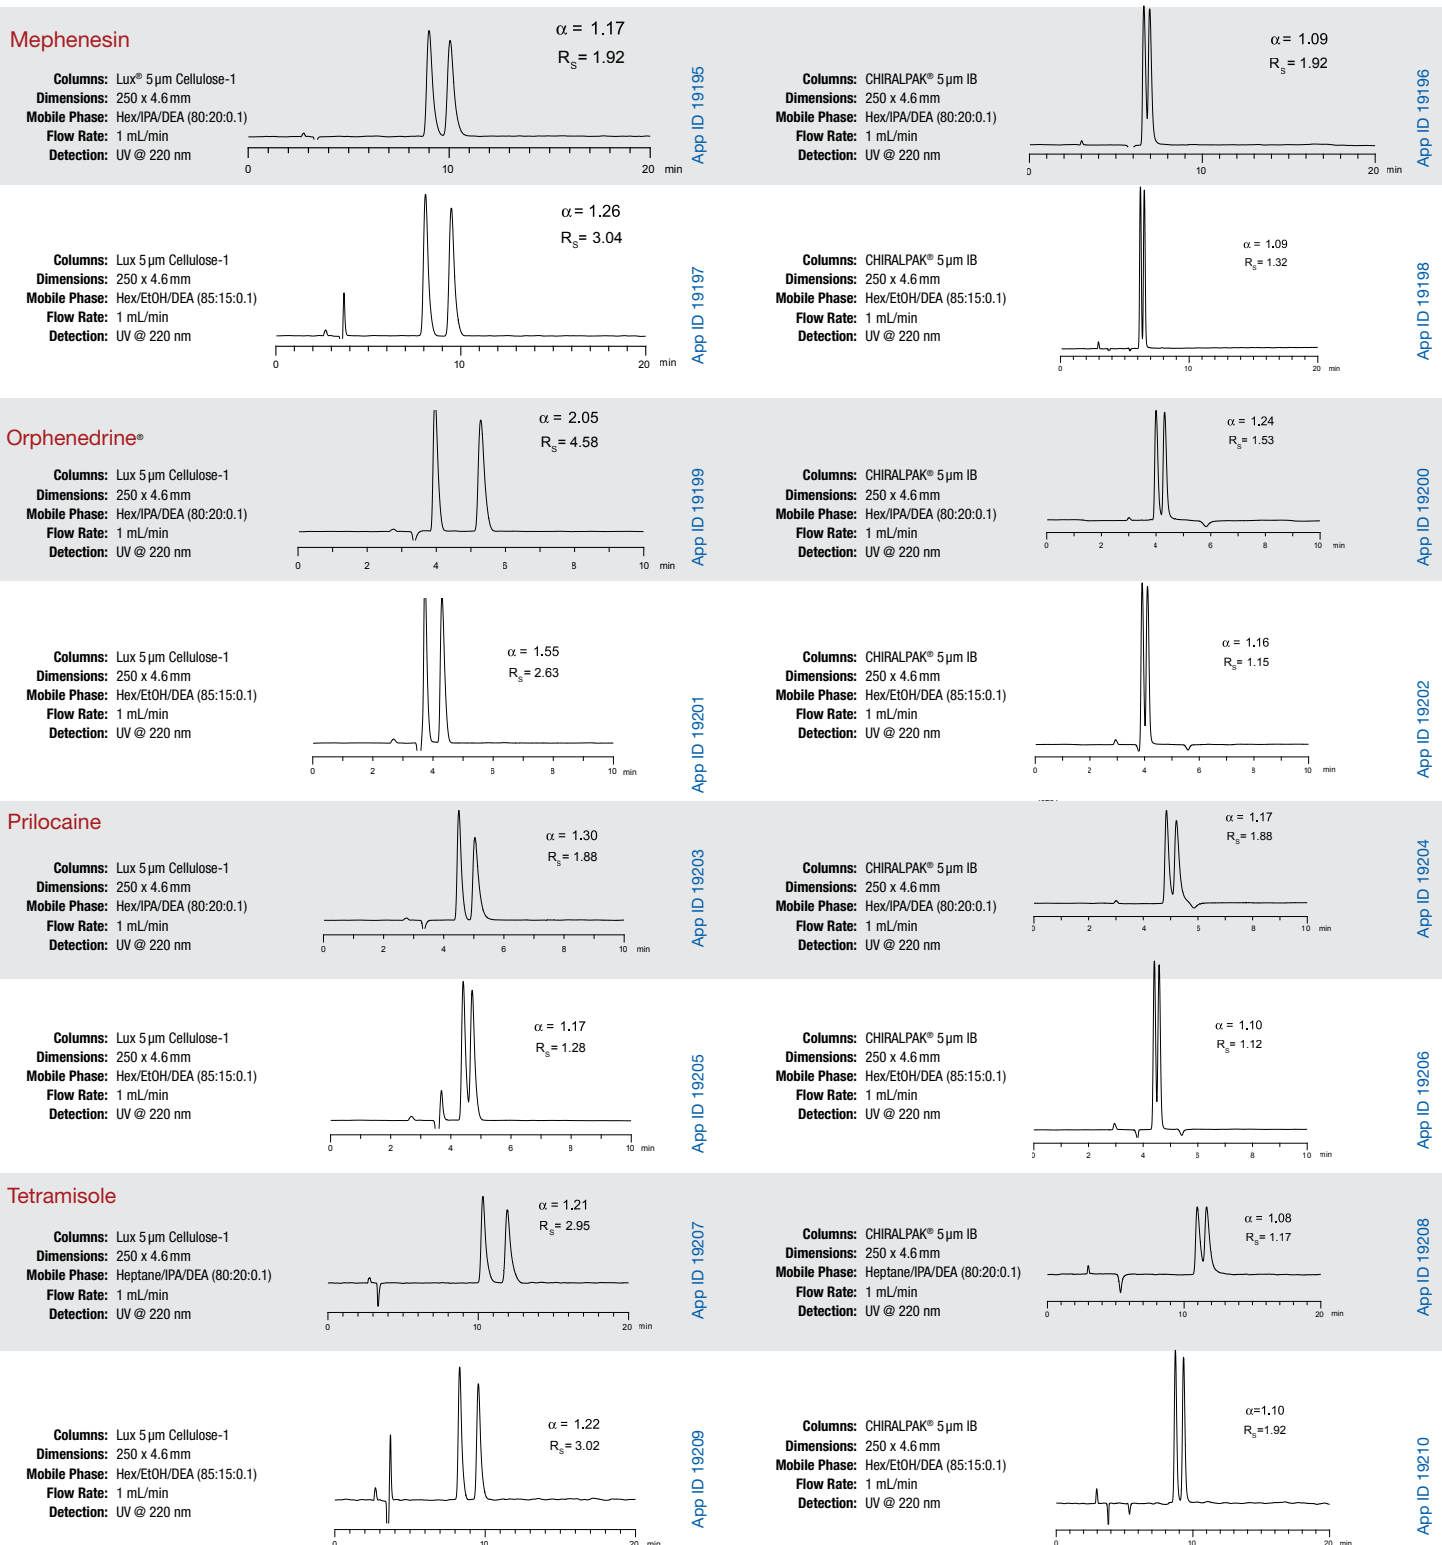 Mephenesin
Columns: Lux® 5 µm Cellulose-1
Dimensions: 250 x 4.6 mm
Mobile Phase: Hex/IPA/DEA (80:20:0.1)
Flow Rate: 1 mL/min
Detection: UV @ 220 nm
α = 1.17
RS= 1.92
0 10 20 min
App ID 19195
Columns: CHIRALPAK® 5 µm IB
Dimensions: 250 x 4.6 mm
Mobile Phase: Hex/IPA/DEA (80:20:0.1)
Flow Rate: 1 mL/min
Detection: UV @ 220 nm
α = 1.09
RS= 1.92
0 10 20 min
App ID 19196
Columns: Lux 5 µm Cellulose-1
Dimensions: 250 x 4.6 mm
Mobile Phase: Hex/EtOH/DEA (85:15:0.1)
Flow Rate: 1 mL/min
Detection: UV @ 220 nm
α = 1.26
RS= 3.04
0 10 20 min
App ID 19197
Columns: CHIRALPAK® 5 µm IB
Dimensions: 250 x 4.6 mm
Mobile Phase: Hex/EtOH/DEA (85:15:0.1)
Flow Rate: 1 mL/min
Detection: UV @ 220 nm
α = 1.09
RS= 1.32
0 10 20 min
App ID 19198
Orphenedrine®
Columns: Lux 5 µm Cellulose-1
Dimensions: 250 x 4.6 mm
Mobile Phase: Hex/IPA/DEA (80:20:0.1)
Flow Rate: 1 mL/min
Detection: UV @ 220 nm
α = 2.05
RS= 4.58
0 2 4 6 8 10 min
App ID 19199
Columns: CHIRALPAK® 5 µm IB
Dimensions: 250 x 4.6 mm
Mobile Phase: Hex/IPA/DEA (80:20:0.1)
Flow Rate: 1 mL/min
Detection: UV @ 220 nm
α = 1.24
RS= 1.53
0 2 4 6 8 10 min
App ID 19200
Columns: Lux 5 µm Cellulose-1
Dimensions: 250 x 4.6 mm
Mobile Phase: Hex/EtOH/DEA (85:15:0.1)
Flow Rate: 1 mL/min
Detection: UV @ 220 nm
α = 1.55
RS= 2.63
0 2 4 6 8 10 min
App ID 19201
Columns: CHIRALPAK® 5 µm IB
Dimensions: 250 x 4.6 mm
Mobile Phase: Hex/EtOH/DEA (85:15:0.1)
Flow Rate: 1 mL/min
Detection: UV @ 220 nm
α = 1.16
RS= 1.15
0 2 4 6 8 10 min
App ID 19202
Prilocaine
Columns: Lux 5 µm Cellulose-1
Dimensions: 250 x 4.6 mm
Mobile Phase: Hex/IPA/DEA (80:20:0.1)
Flow Rate: 1 mL/min
Detection: UV @ 220 nm
α = 1.30
RS= 1.88
0 2 4 6 8 10 min
App ID 19203
Columns: CHIRALPAK® 5 µm IB
Dimensions: 250 x 4.6 mm
Mobile Phase: Hex/IPA/DEA (80:20:0.1)
Flow Rate: 1 mL/min
Detection: UV @ 220 nm
α = 1.17
RS= 1.88
0 2 4 6 8 10 min
App ID 19204
Columns: Lux 5 µm Cellulose-1
Dimensions: 250 x 4.6 mm
Mobile Phase: Hex/EtOH/DEA (85:15:0.1)
Flow Rate: 1 mL/min
Detection: UV @ 220 nm
α = 1.17
RS= 1.28
0 2 4 6 8 10 min
App ID 19205
Columns: CHIRALPAK® 5 µm IB
Dimensions: 250 x 4.6 mm
Mobile Phase: Hex/EtOH/DEA (85:15:0.1)
Flow Rate: 1 mL/min
Detection: UV @ 220 nm
α = 1.10
RS= 1.12
0 2 4 6 8 10 min
App ID 19206
Tetramisole
Columns: Lux 5 µm Cellulose-1
Dimensions: 250 x 4.6 mm
Mobile Phase: Heptane/IPA/DEA (80:20:0.1)
Flow Rate: 1 mL/min
Detection: UV @ 220 nm
α = 1.21
RS= 2.95
0 10 20 min
App ID 19207
Columns: CHIRALPAK® 5 µm IB
Dimensions: 250 x 4.6 mm
Mobile Phase: Heptane/IPA/DEA (80:20:0.1)
Flow Rate: 1 mL/min
Detection: UV @ 220 nm
α = 1.08
RS= 1.17
0 10 20 min
App ID 19208
Columns: Lux 5 µm Cellulose-1
Dimensions: 250 x 4.6 mm
Mobile Phase: Hex/EtOH/DEA (85:15:0.1)
Flow Rate: 1 mL/min
Detection: UV @ 220 nm
α = 1.22
RS= 3.02
0 10 20 min
App ID 19209
Columns: CHIRALPAK® 5 µm IB
Dimensions: 250 x 4.6 mm
Mobile Phase: Hex/EtOH/DEA (85:15:0.1)
Flow Rate: 1 mL/min
Detection: UV @ 220 nm
α=1.10
RS=1.92
0 10 20 min
App ID 19210